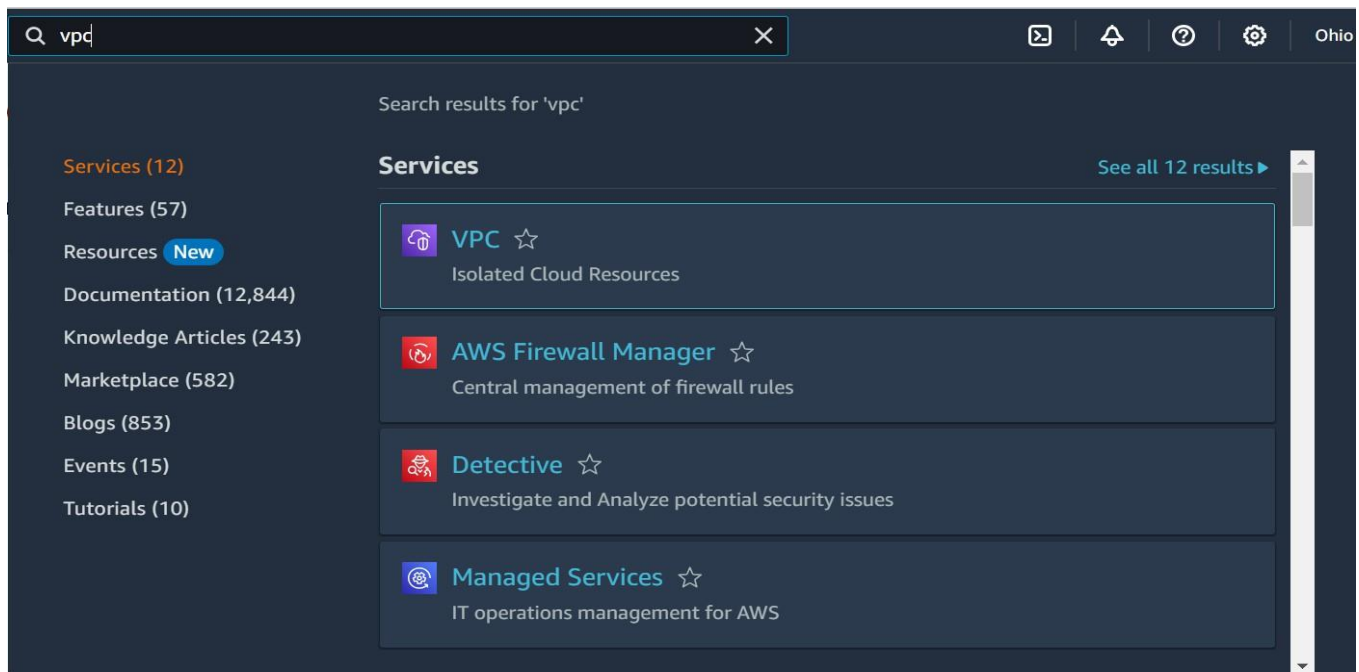 vpc
Ohio
Search results for 'vpc'
Services (12)
Features (57)
Resources New
Documentation (12,844)
Knowledge Articles (243)
Marketplace (582)
Blogs (853)
Events (15)
Tutorials (10)
Services
See all 12 results
VPC
Isolated Cloud Resources
AWS Firewall Manager
Central management of firewall rules
Detective
Investigate and Analyze potential security issues
Managed Services
IT operations management for AWS